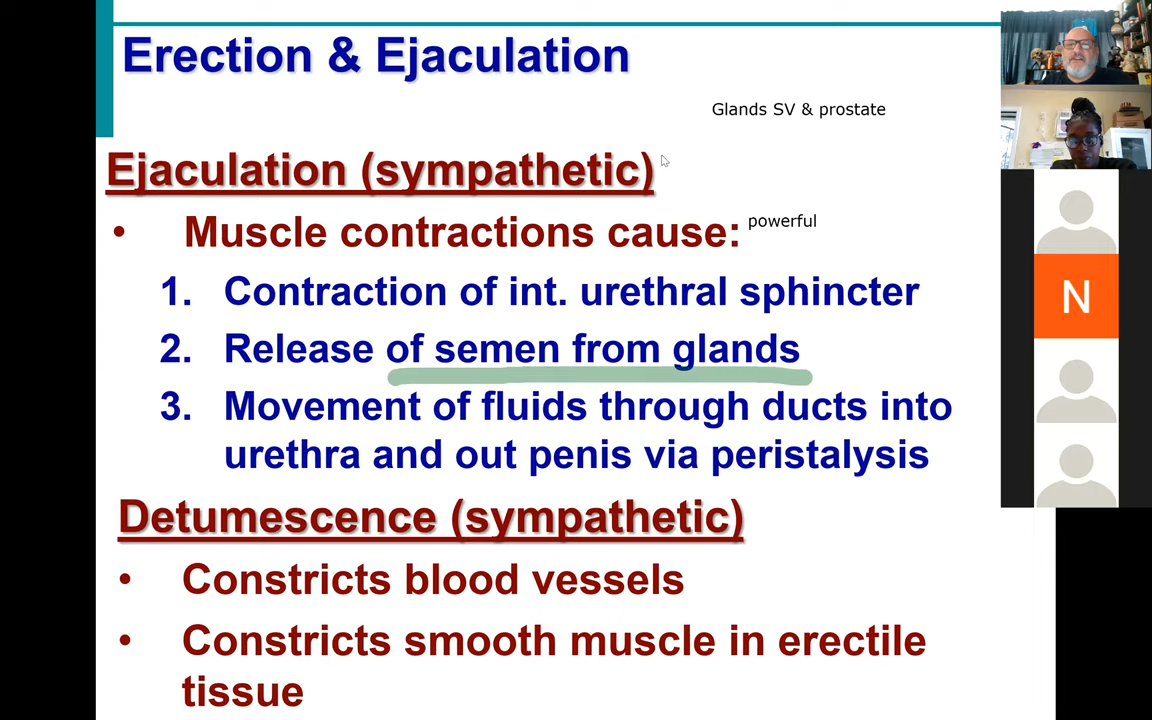 Erection & Ejaculation
Glands SV & prostate
Ejaculation (sympathetic)
• Muscle contractions cause: powerful
1. Contraction of int. urethral sphincter
2. Release of semen from glands
3. Movement of fluids through ducts into
urethra and out penis via peristalysis
Detumescence (sympathetic)
• Constricts blood vessels
• Constricts smooth muscle in erectile
tissue
N